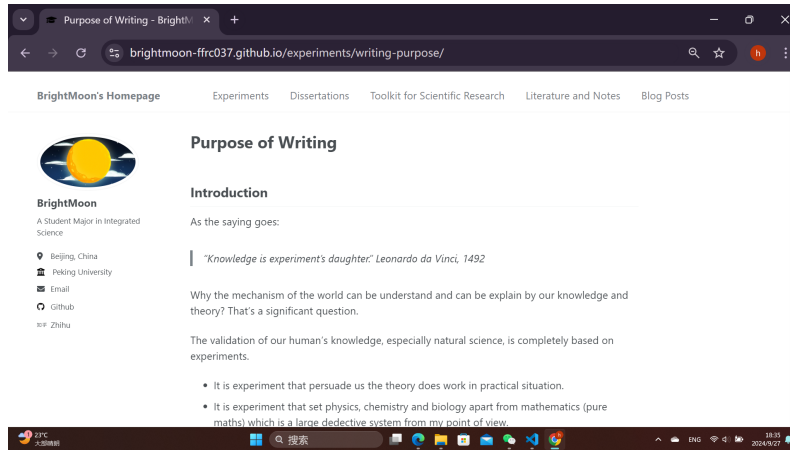 Purpose of Writing - BrightM
brightmoon-ffrc037.github.io/experiments/writing-purpose/
h
BrightMoon's Homepage Experiments Dissertations Toolkit for Scientific Research Literature and Notes Blog Posts
BrightMoon
A Student Major in Integrated
Science
Beijing, China
Peking University
Email
Github
知乎 Zhihu
Purpose of Writing
Introduction
As the saying goes:
"Knowledge is experiment's daughter." Leonardo da Vinci, 1492
Why the mechanism of the world can be understand and can be explain by our knowledge and
theory? That's a significant question.
The validation of our human's knowledge, especially natural science, is completely based on
experiments.
• It is experiment that persuade us the theory does work in practical situation.
• It is experiment that set physics, chemistry and biology apart from mathematics (pure
maths) which is a large dedective system from my point of view.
23°C
大部晴朗
搜索
ENG
18:35
2024/9/27